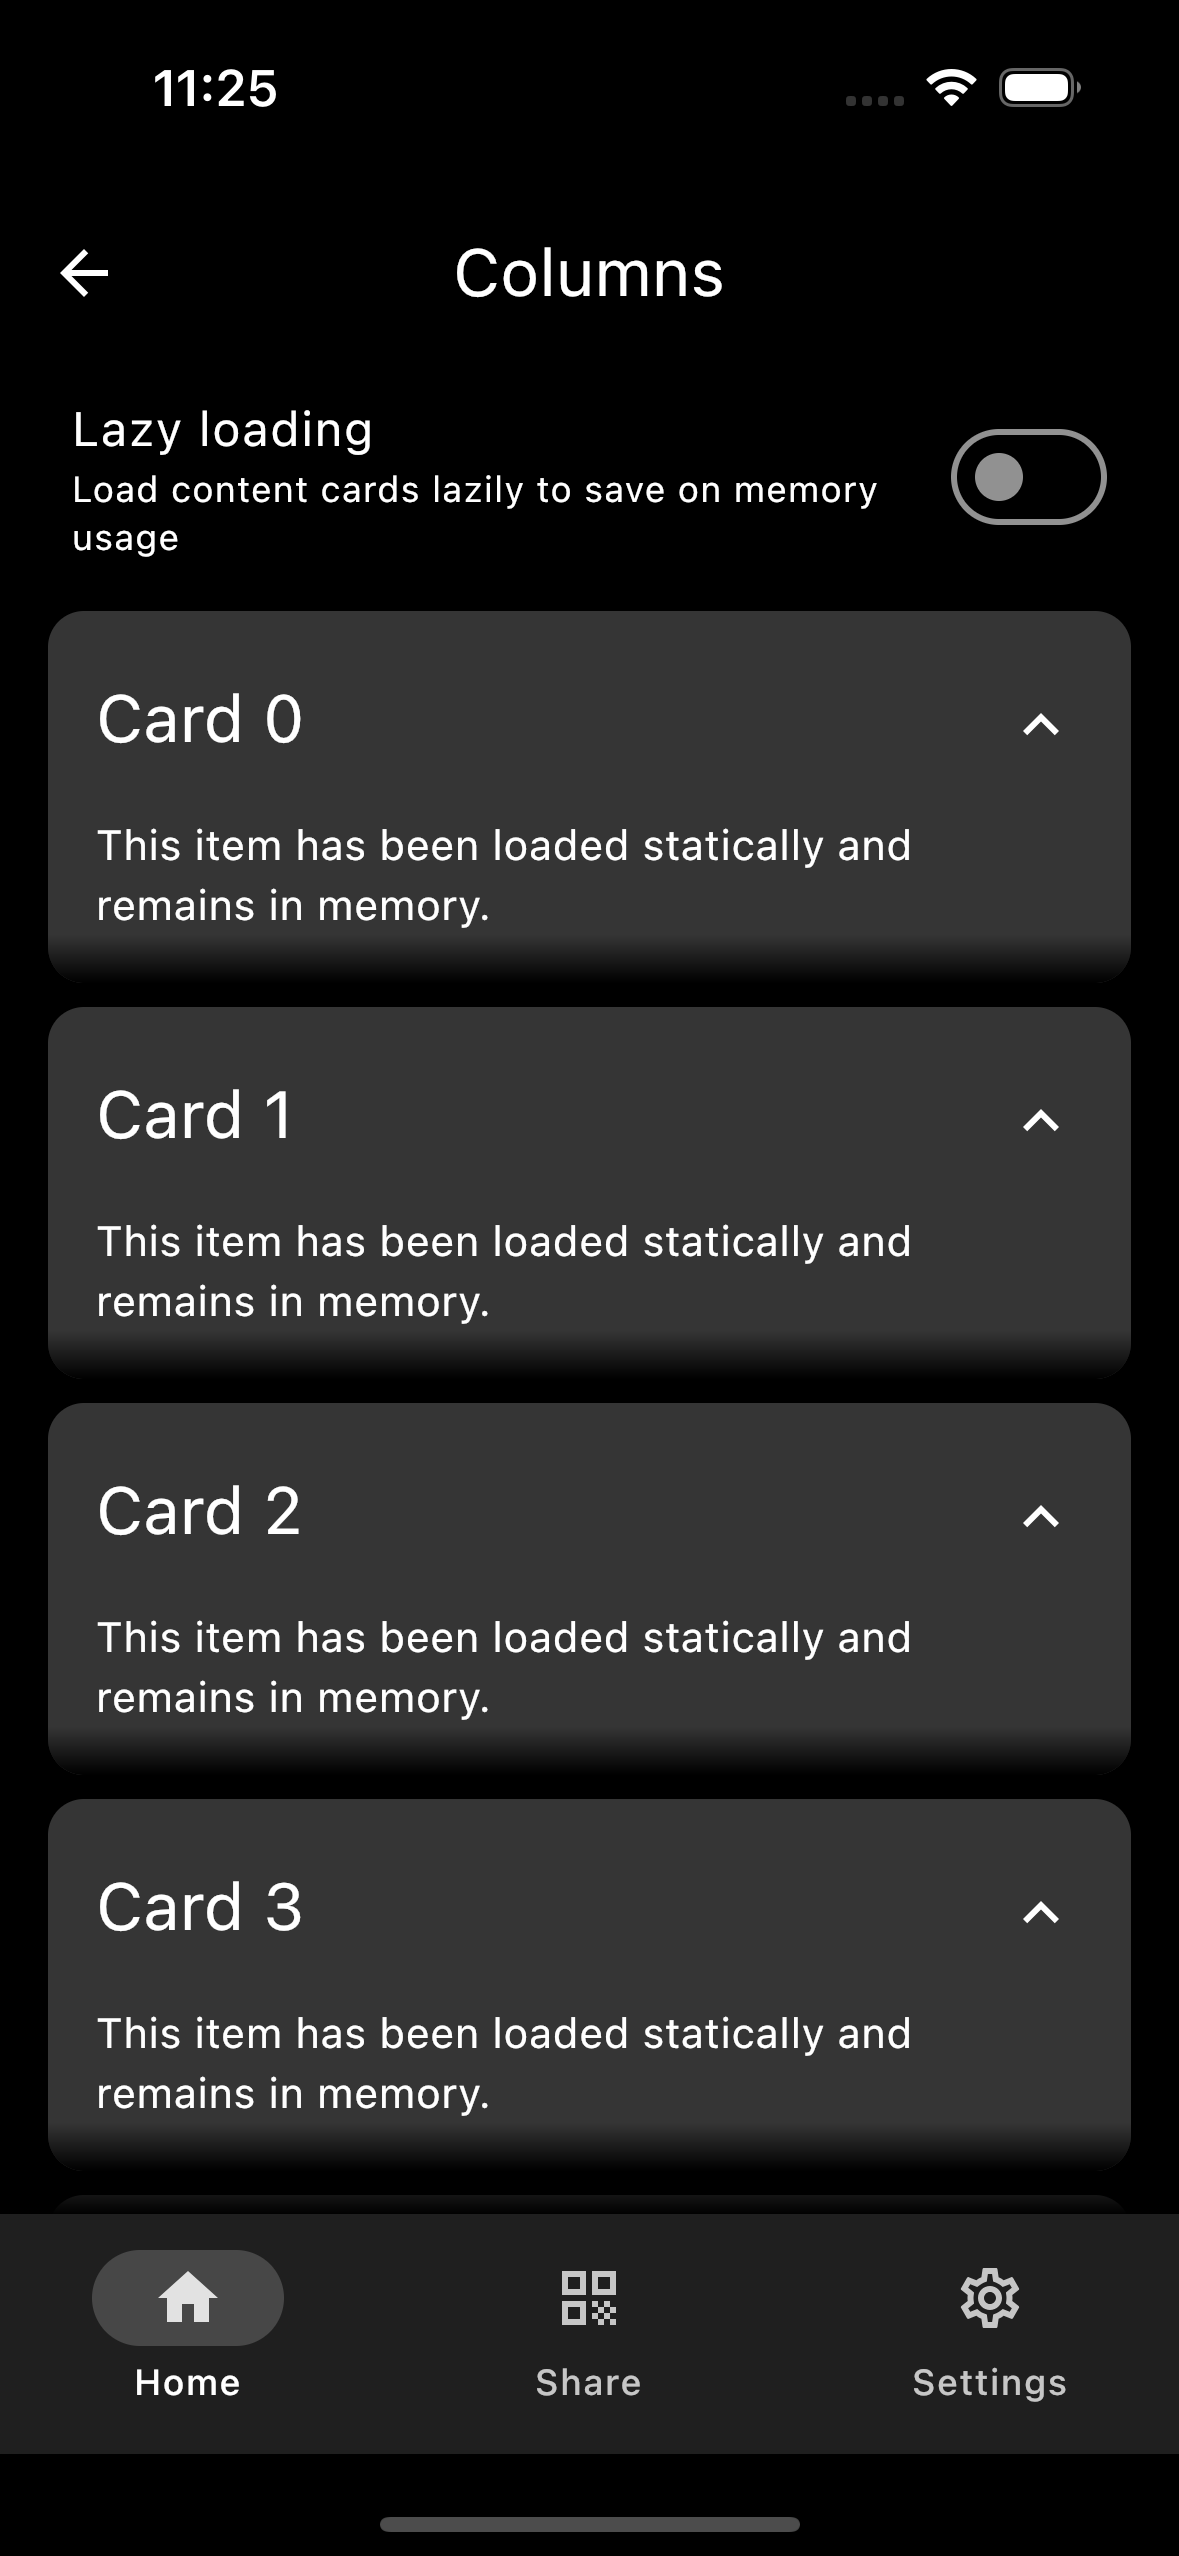 11:25
Columns
Lazy loading
Load content cards lazily to save on memory
usage
Card 0
This item has been loaded statically and
remains in memory.
Card 1
This item has been loaded statically and
remains in memory.
Card 2
This item has been loaded statically and
remains in memory.
Card 3
This item has been loaded statically and
remains in memory.
Home
Share
Settings